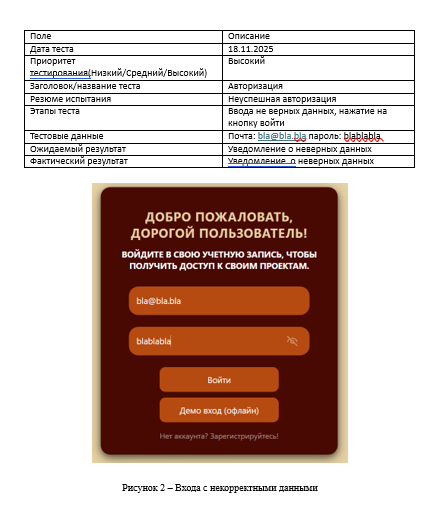 Поле Описание
Дата теста 18.11.2025
Приоритет Высокий
тестирования(Низкий/Средний/Высокий)
Заголовок/название теста Авторизация
Резюме испытания Неуспешная авторизация
Этапы теста Ввода не верных данных, нажатие на
кнопку войти
Тестовые данные Почта: bla@bla.bla пароль: blablabla
Ожидаемый результат Уведомление о неверных данных
Фактический результат Уведомление о неверных данных
ДОБРО ПОЖАЛОВАТЬ,
ДОРОГОЙ ПОЛЬЗОВАТЕЛЬ!
ВОЙДИТЕ В СВОЮ УЧЕТНУЮ ЗАПИСЬ, ЧТОБЫ
ПОЛУЧИТЬ ДОСТУП К СВОИМ ПРОЕКТАМ.
bla@bla.bla
blablabla
Войти
Демо вход (офлайн)
Нет аккаунта? Зарегистрируйтесь!
Рисунок 2 – Входа с некорректными данными